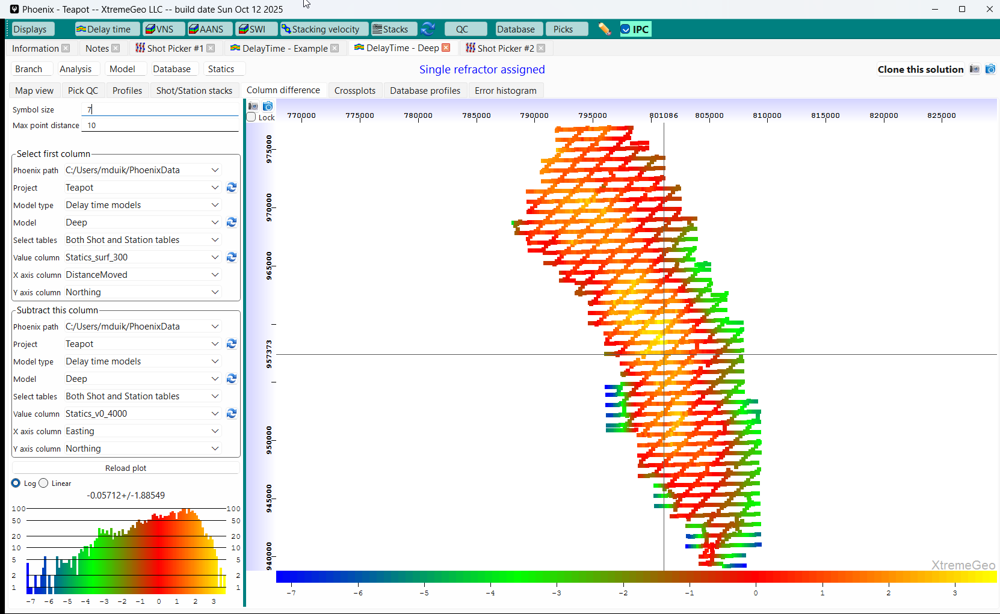 Phoenix - Teapot -- XtremeGeo LLC -- build date Sun Oct 12 2025
Displays Delay time VNS AANS SWI Stacking velocity Stacks QC Database Picks IPC
Information Notes Shot Picker #1 DelayTime - Example DelayTime - Deep Shot Picker #2
Branch Analysis Model Database Statics Single refractor assigned Clone this solution
Map view Pick QC Profiles Shot/Station stacks Column difference Crossplots Database profiles Error histogram
Symbol size 7
Max point distance 10
Select first column
Phoenix path C:/Users/mduik/PhoenixData
Project Teapot
Model type Delay time models
Model Deep
Select tables Both Shot and Station tables
Value column Statics_surf_300
X axis column DistanceMoved
Y axis column Northing
Subtract this column
Phoenix path C:/Users/mduik/PhoenixData
Project Teapot
Model type Delay time models
Model Deep
Select tables Both Shot and Station tables
Value column Statics_v0_4000
X axis column Easting
Y axis column Northing
Reload plot
Log Linear
-0.05712+/-1.88549
100 100
50 50
20 20
10 10
5 5
2 2
1 1
-7 -6 -5 -4 -3 -2 -1 0 1 2 3
Lock
770000 775000 780000 785000 790000 795000 801086 805000 810000 815000 820000 825000
975000
970000
965000
957373
950000
945000
940000
XtremeGeo
-7 -6 -5 -4 -3 -2 -1 0 1 2 3